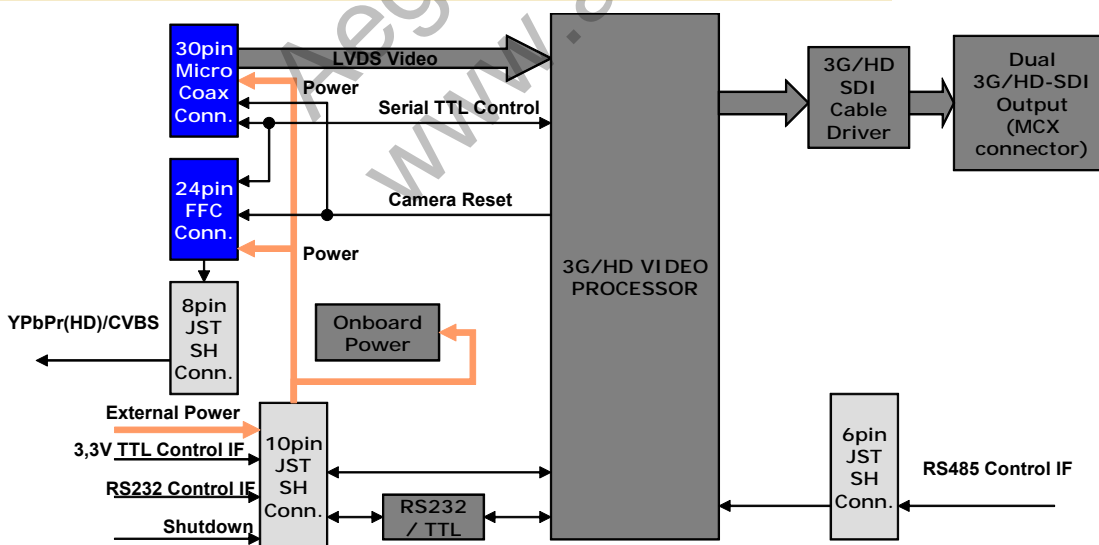 30pin
Micro
Coax
Conn.
LVDS Video
Power
Serial TTL Control
24pin
FFC
Conn.
Camera Reset
Power
8pin
JST
SH
Conn.
YPbPr(HD)/CVBS
Onboard
Power
External Power
3,3V TTL Control IF
RS232 Control IF
Shutdown
10pin
JST
SH
Conn.
RS232
/ TTL
3G/HD VIDEO
PROCESSOR
3G/HD
SDI
Cable
Driver
Dual
3G/HD-SDI
Output
(MCX
connector)
6pin
JST
SH
Conn.
RS485 Control IF
Aeg
www.a